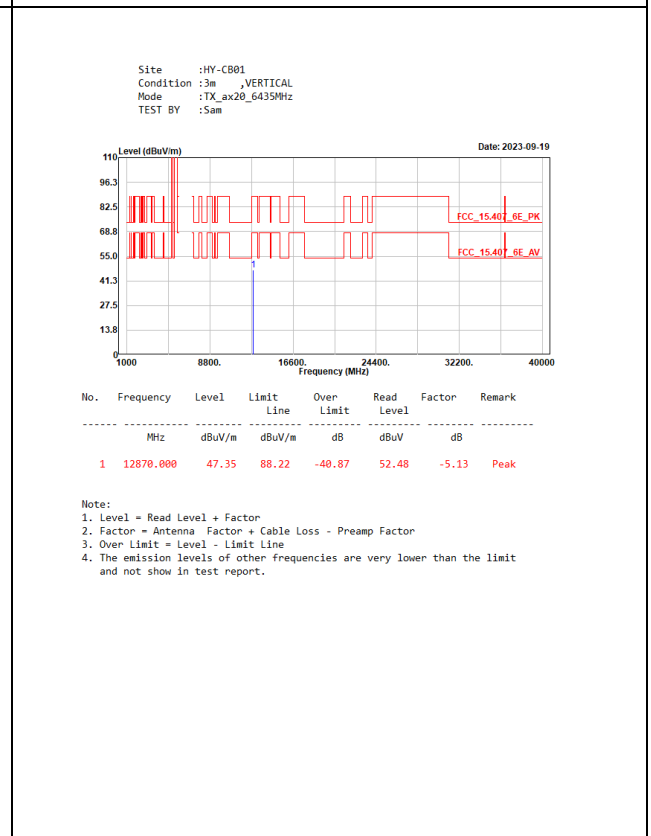 Site      :HY-CB01
Condition :3m    ,VERTICAL
Mode      :TX_ax20_6435MHz
TEST BY   :Sam
Level (dBuV/m)
Date: 2023-09-19
110
96.3
82.5
FCC_15.407_6E_PK
68.8
FCC_15.407_6E_AV
55.0
1
41.3
27.5
13.8
0
1000 8800. 16600. 24400. 32200. 40000
Frequency (MHz)
No. Frequency Level Limit Over Read Factor Remark
Line Limit Level
------ ----------- --------- --------- --------- --------- -------- ---------
MHz dBuV/m dBuV/m dB dBuV dB
1 12870.000 47.35 88.22 -40.87 52.48 -5.13 Peak
Note:
1. Level = Read Level + Factor
2. Factor = Antenna  Factor + Cable Loss - Preamp Factor
3. Over Limit = Level - Limit Line
4. The emission levels of other frequencies are very lower than the limit
and not show in test report.